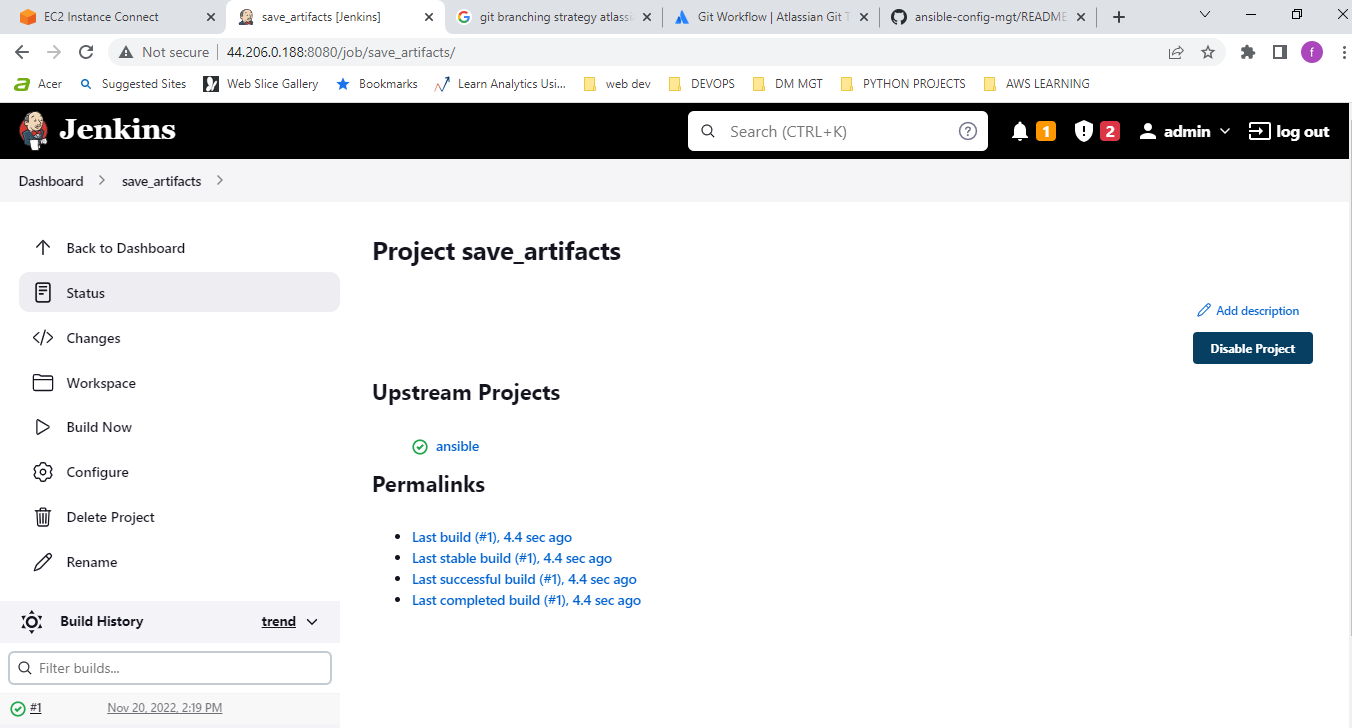 EC2 Instance Connect
save_artifacts [Jenkins]
git branching strategy atlassi
Git Workflow | Atlassian Git T
ansible-config-mgt/README
Not secure
44.206.0.188:8080/job/save_artifacts/
f
Acer
Suggested Sites
Web Slice Gallery
Bookmarks
Learn Analytics Usi...
web dev
DEVOPS
DM MGT
PYTHON PROJECTS
AWS LEARNING
Jenkins
Search (CTRL+K)
1
2
admin
log out
Dashboard
save_artifacts
Back to Dashboard
Status
Changes
Workspace
Build Now
Configure
Delete Project
Rename
Build History
trend
Filter builds...
#1
Nov 20, 2022, 2:19 PM
Project save_artifacts
Add description
Disable Project
Upstream Projects
ansible
Permalinks
Last build (#1), 4.4 sec ago
Last stable build (#1), 4.4 sec ago
Last successful build (#1), 4.4 sec ago
Last completed build (#1), 4.4 sec ago